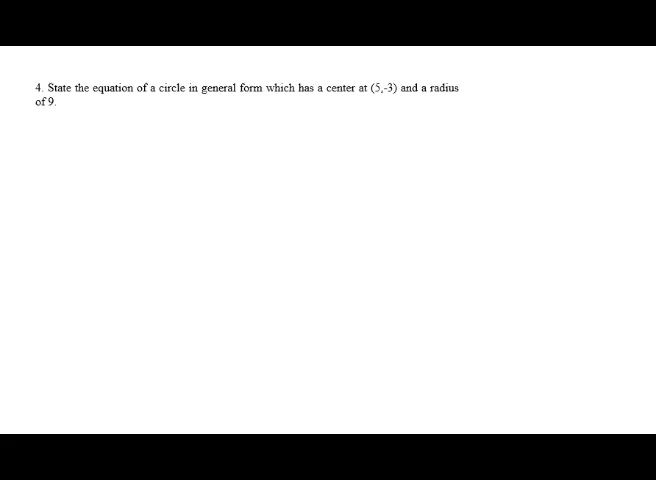 4. State the equation of a circle in general form which has a center at (5,-3) and a radius
of 9.